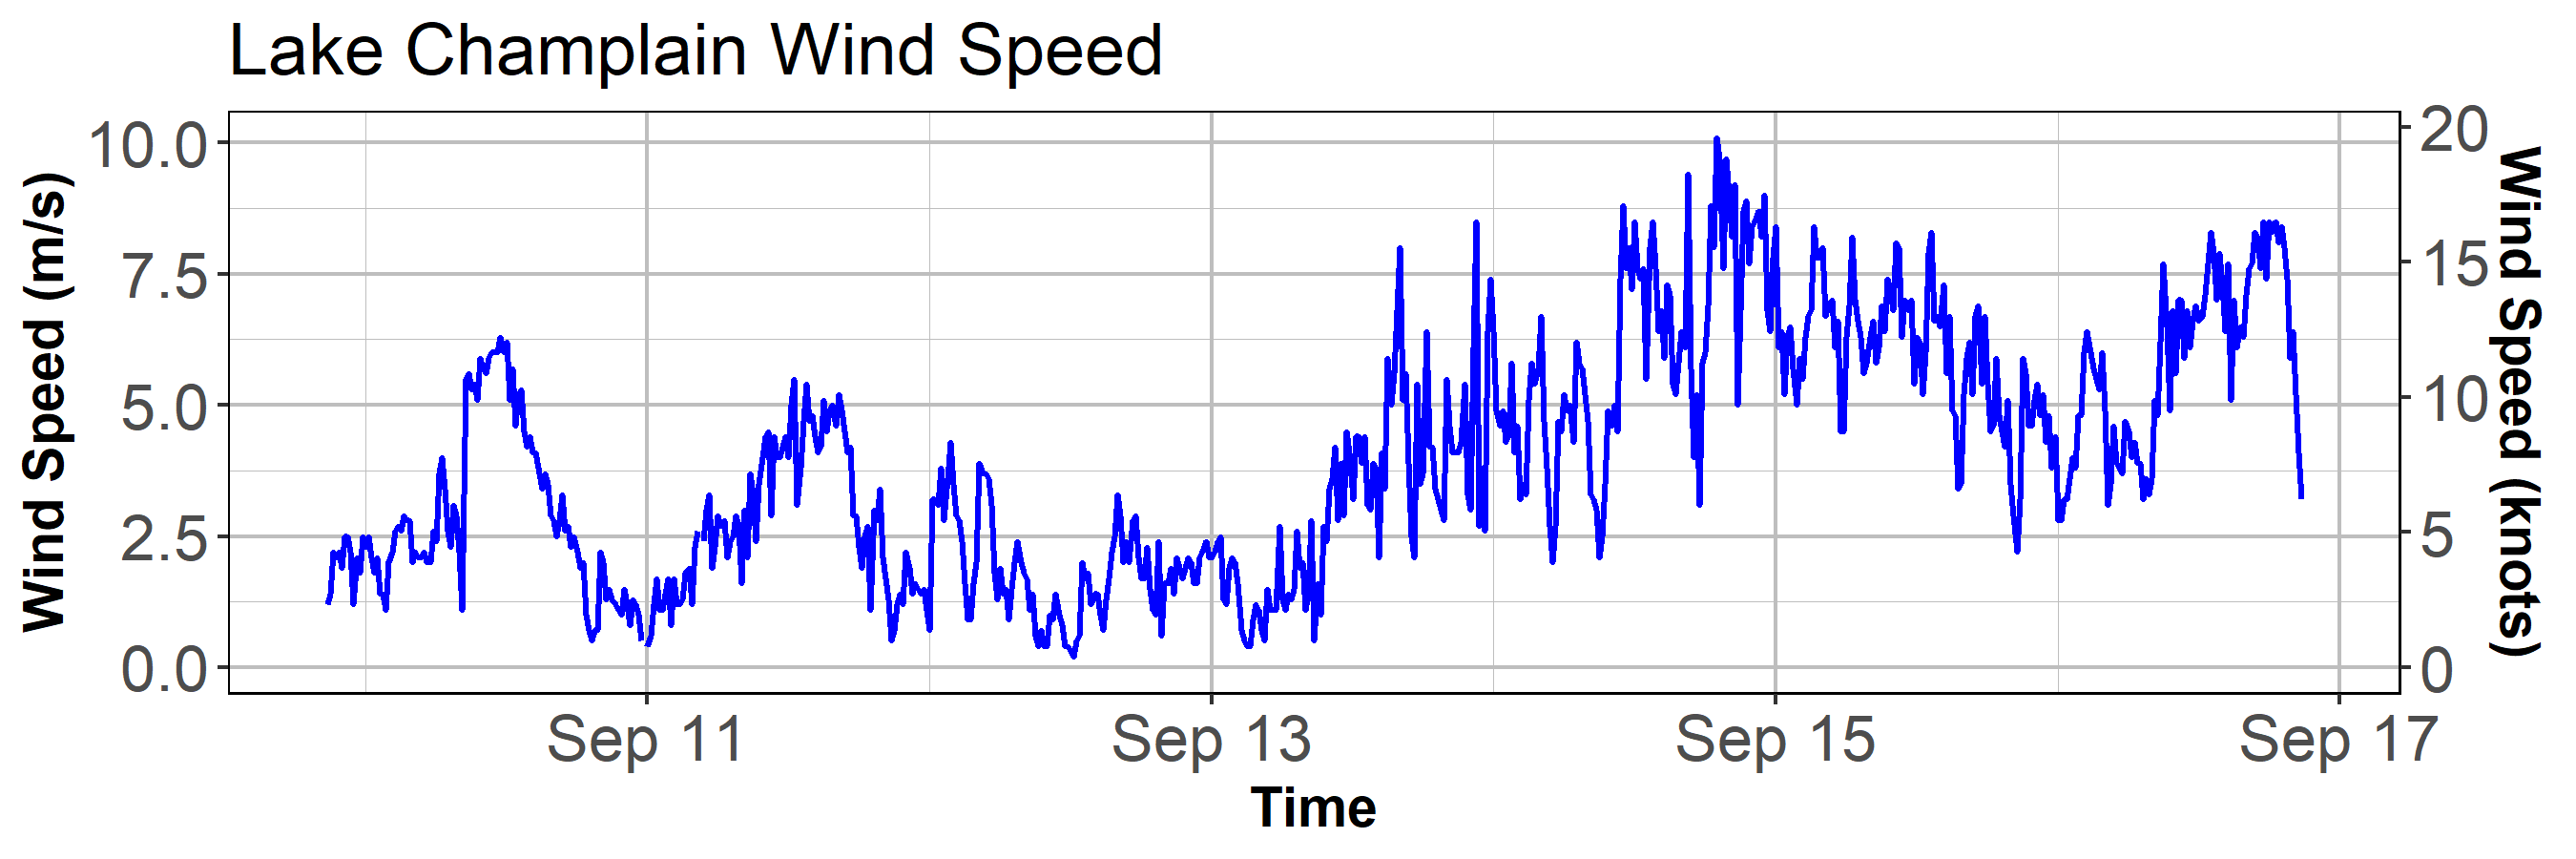 Lake Champlain Wind Speed
10.0
7.5
5.0
2.5
0.0
Wind Speed (m/s)
20
15
10
5
0
Wind Speed (knots)
Sep 11
Sep 13
Sep 15
Sep 17
Time